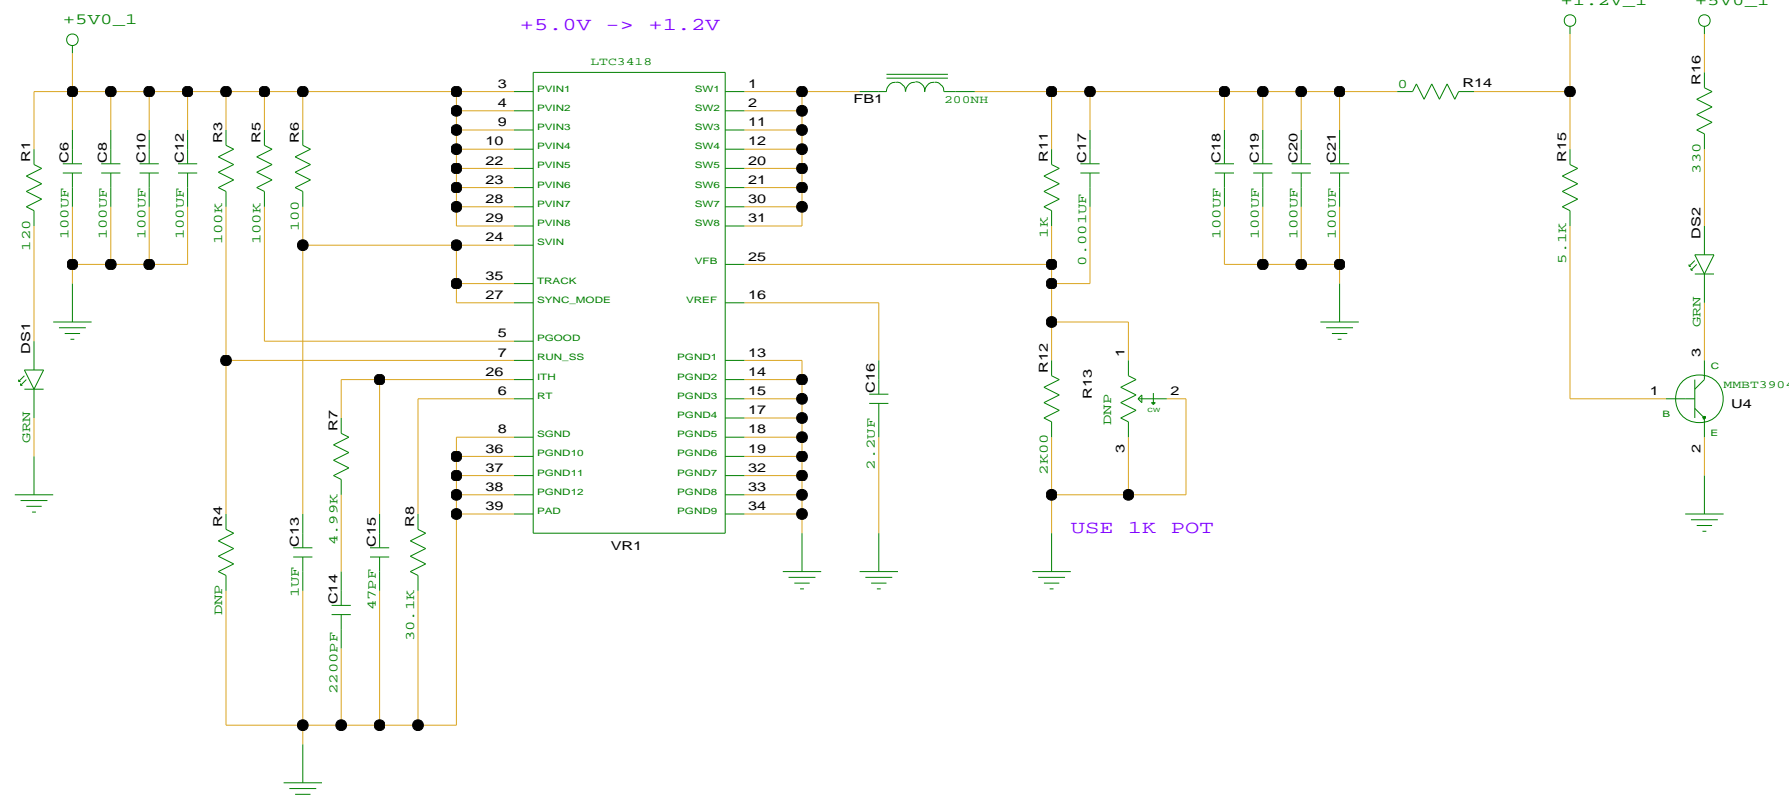 +5.0V -> +1.2V
+5V0_1
+1.2V_1
+5V0_1
LTC3418
VR1
3 PVIN1
4 PVIN2
9 PVIN3
10 PVIN4
22 PVIN5
23 PVIN6
28 PVIN7
29 PVIN8
24 SVIN
35 TRACK
27 SYNC_MODE
5 PGOOD
7 RUN_SS
26 ITH
6 RT
8 SGND
36 PGND10
37 PGND11
38 PGND12
39 PAD
SW1 1
SW2 2
SW3 11
SW4 12
SW5 20
SW6 21
SW7 30
SW8 31
VFB 25
VREF 16
PGND1 13
PGND2 14
PGND3 15
PGND4 17
PGND5 18
PGND6 19
PGND7 32
PGND8 33
PGND9 34
R1
120
C6
100UF
C8
100UF
C10
100UF
C12
100UF
R3
100K
R5
100K
R6
100
DS1
GRN
R4
DNP
C13
1UF
R7
4.99K
C14
2200PF
C15
47PF
R8
30.1K
FB1
200NH
C16
2.2UF
R11
1K
C17
0.001UF
R12
2K00
R13
DNP
1
2
3
CW
USE 1K POT
C18
100UF
C19
100UF
C20
100UF
C21
100UF
0
R14
R15
5.1K
R16
330
DS2
GRN
3
C
1
B
E
2
MMBT3904
U4